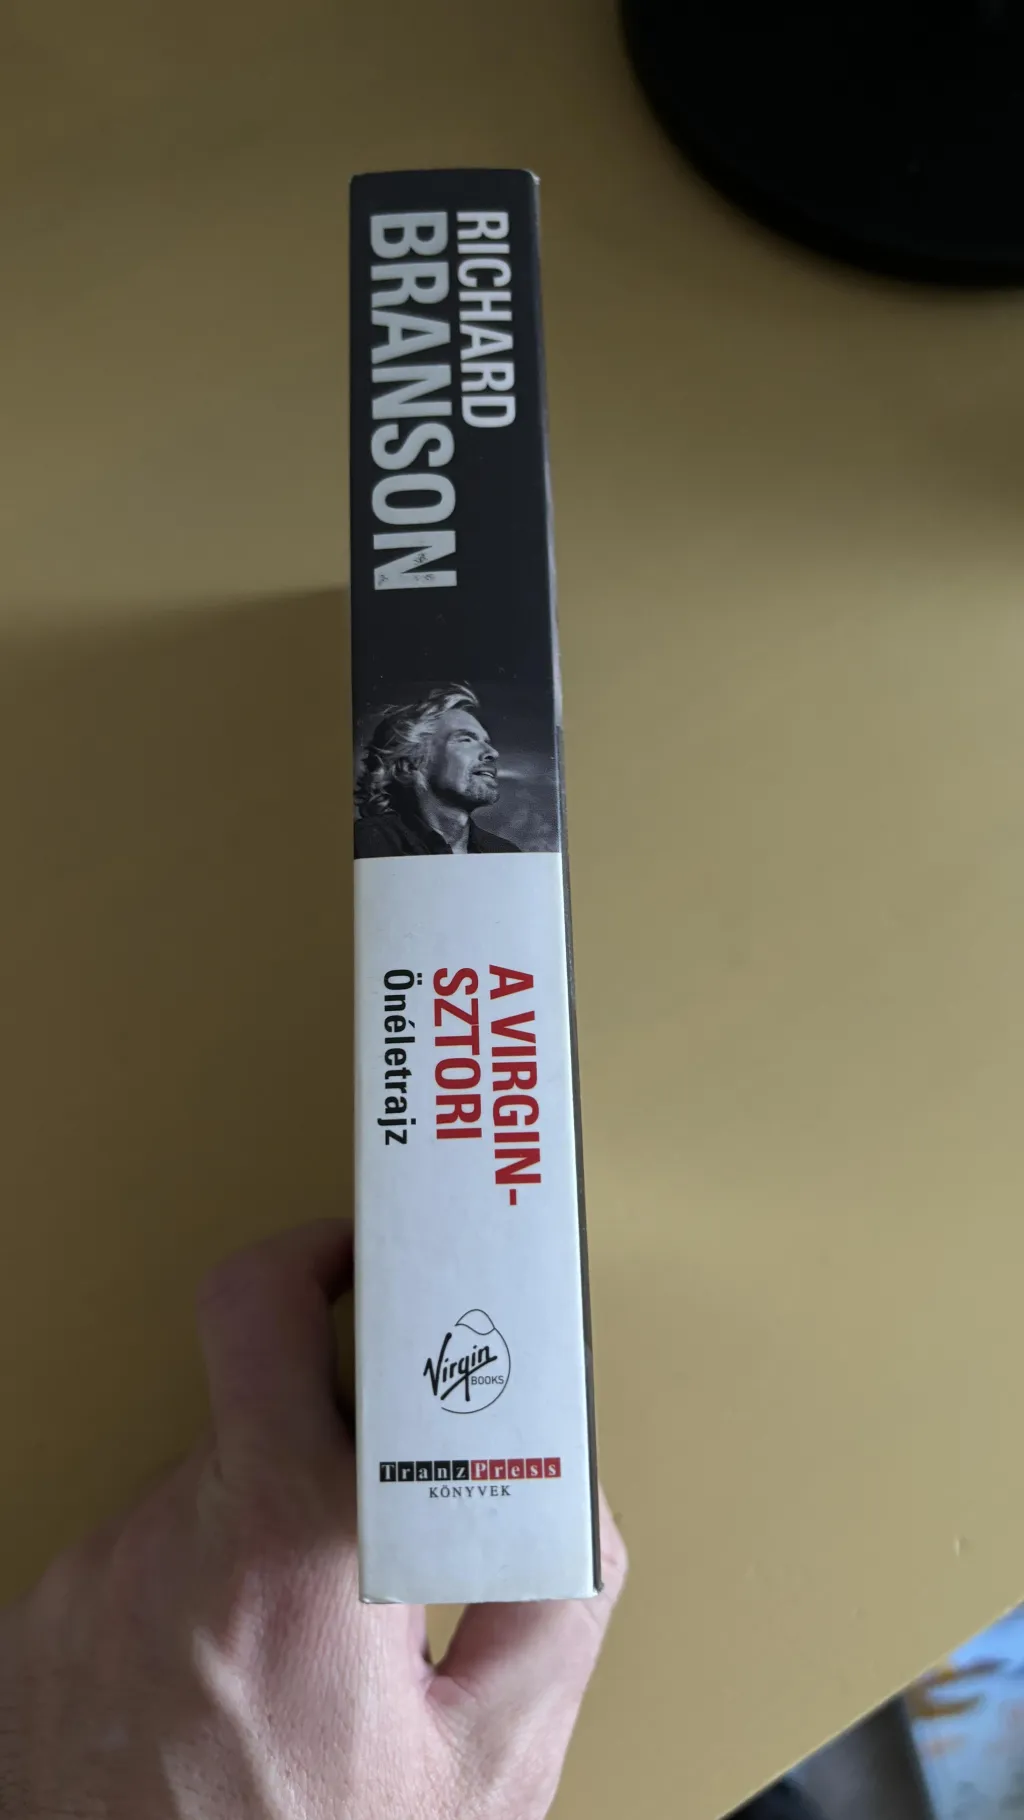 RICHARD
BRANSON
A VIRGIN-
SZTORI
Önéletrajz
Virgin
BOOKS
TranzPress
KÖNYVEK